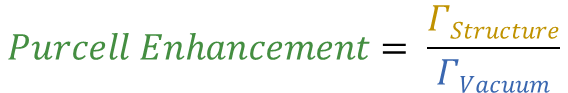 Purcell Enhancement = Γ_Structure / Γ_Vacuum